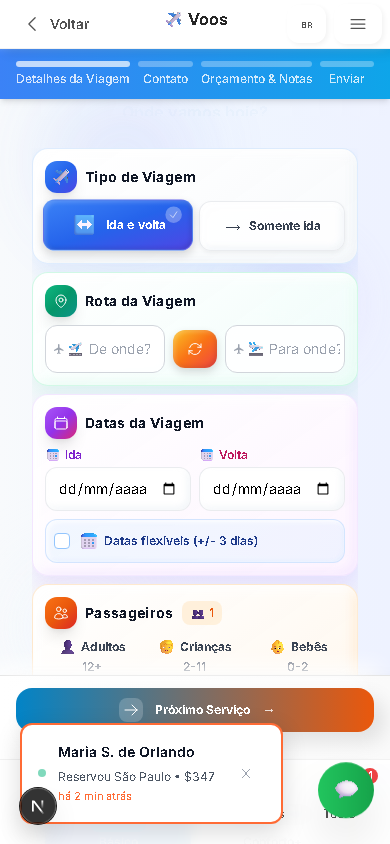 Voltar
Voos
BR
Detalhes da Viagem
Contato
Orçamento & Notas
Enviar
Tipo de Viagem
Ida e volta
→ Somente ida
Rota da Viagem
De onde?
Para onde?
Datas da Viagem
Ida
Volta
dd/mm/aaaa
dd/mm/aaaa
Datas flexíveis (+/- 3 dias)
Passageiros
1
Adultos
Crianças
Bebês
12+
2-11
0-2
Próximo Serviço →
Maria S. de Orlando
Reservou São Paulo • $347
há 2 min atrás
N
1